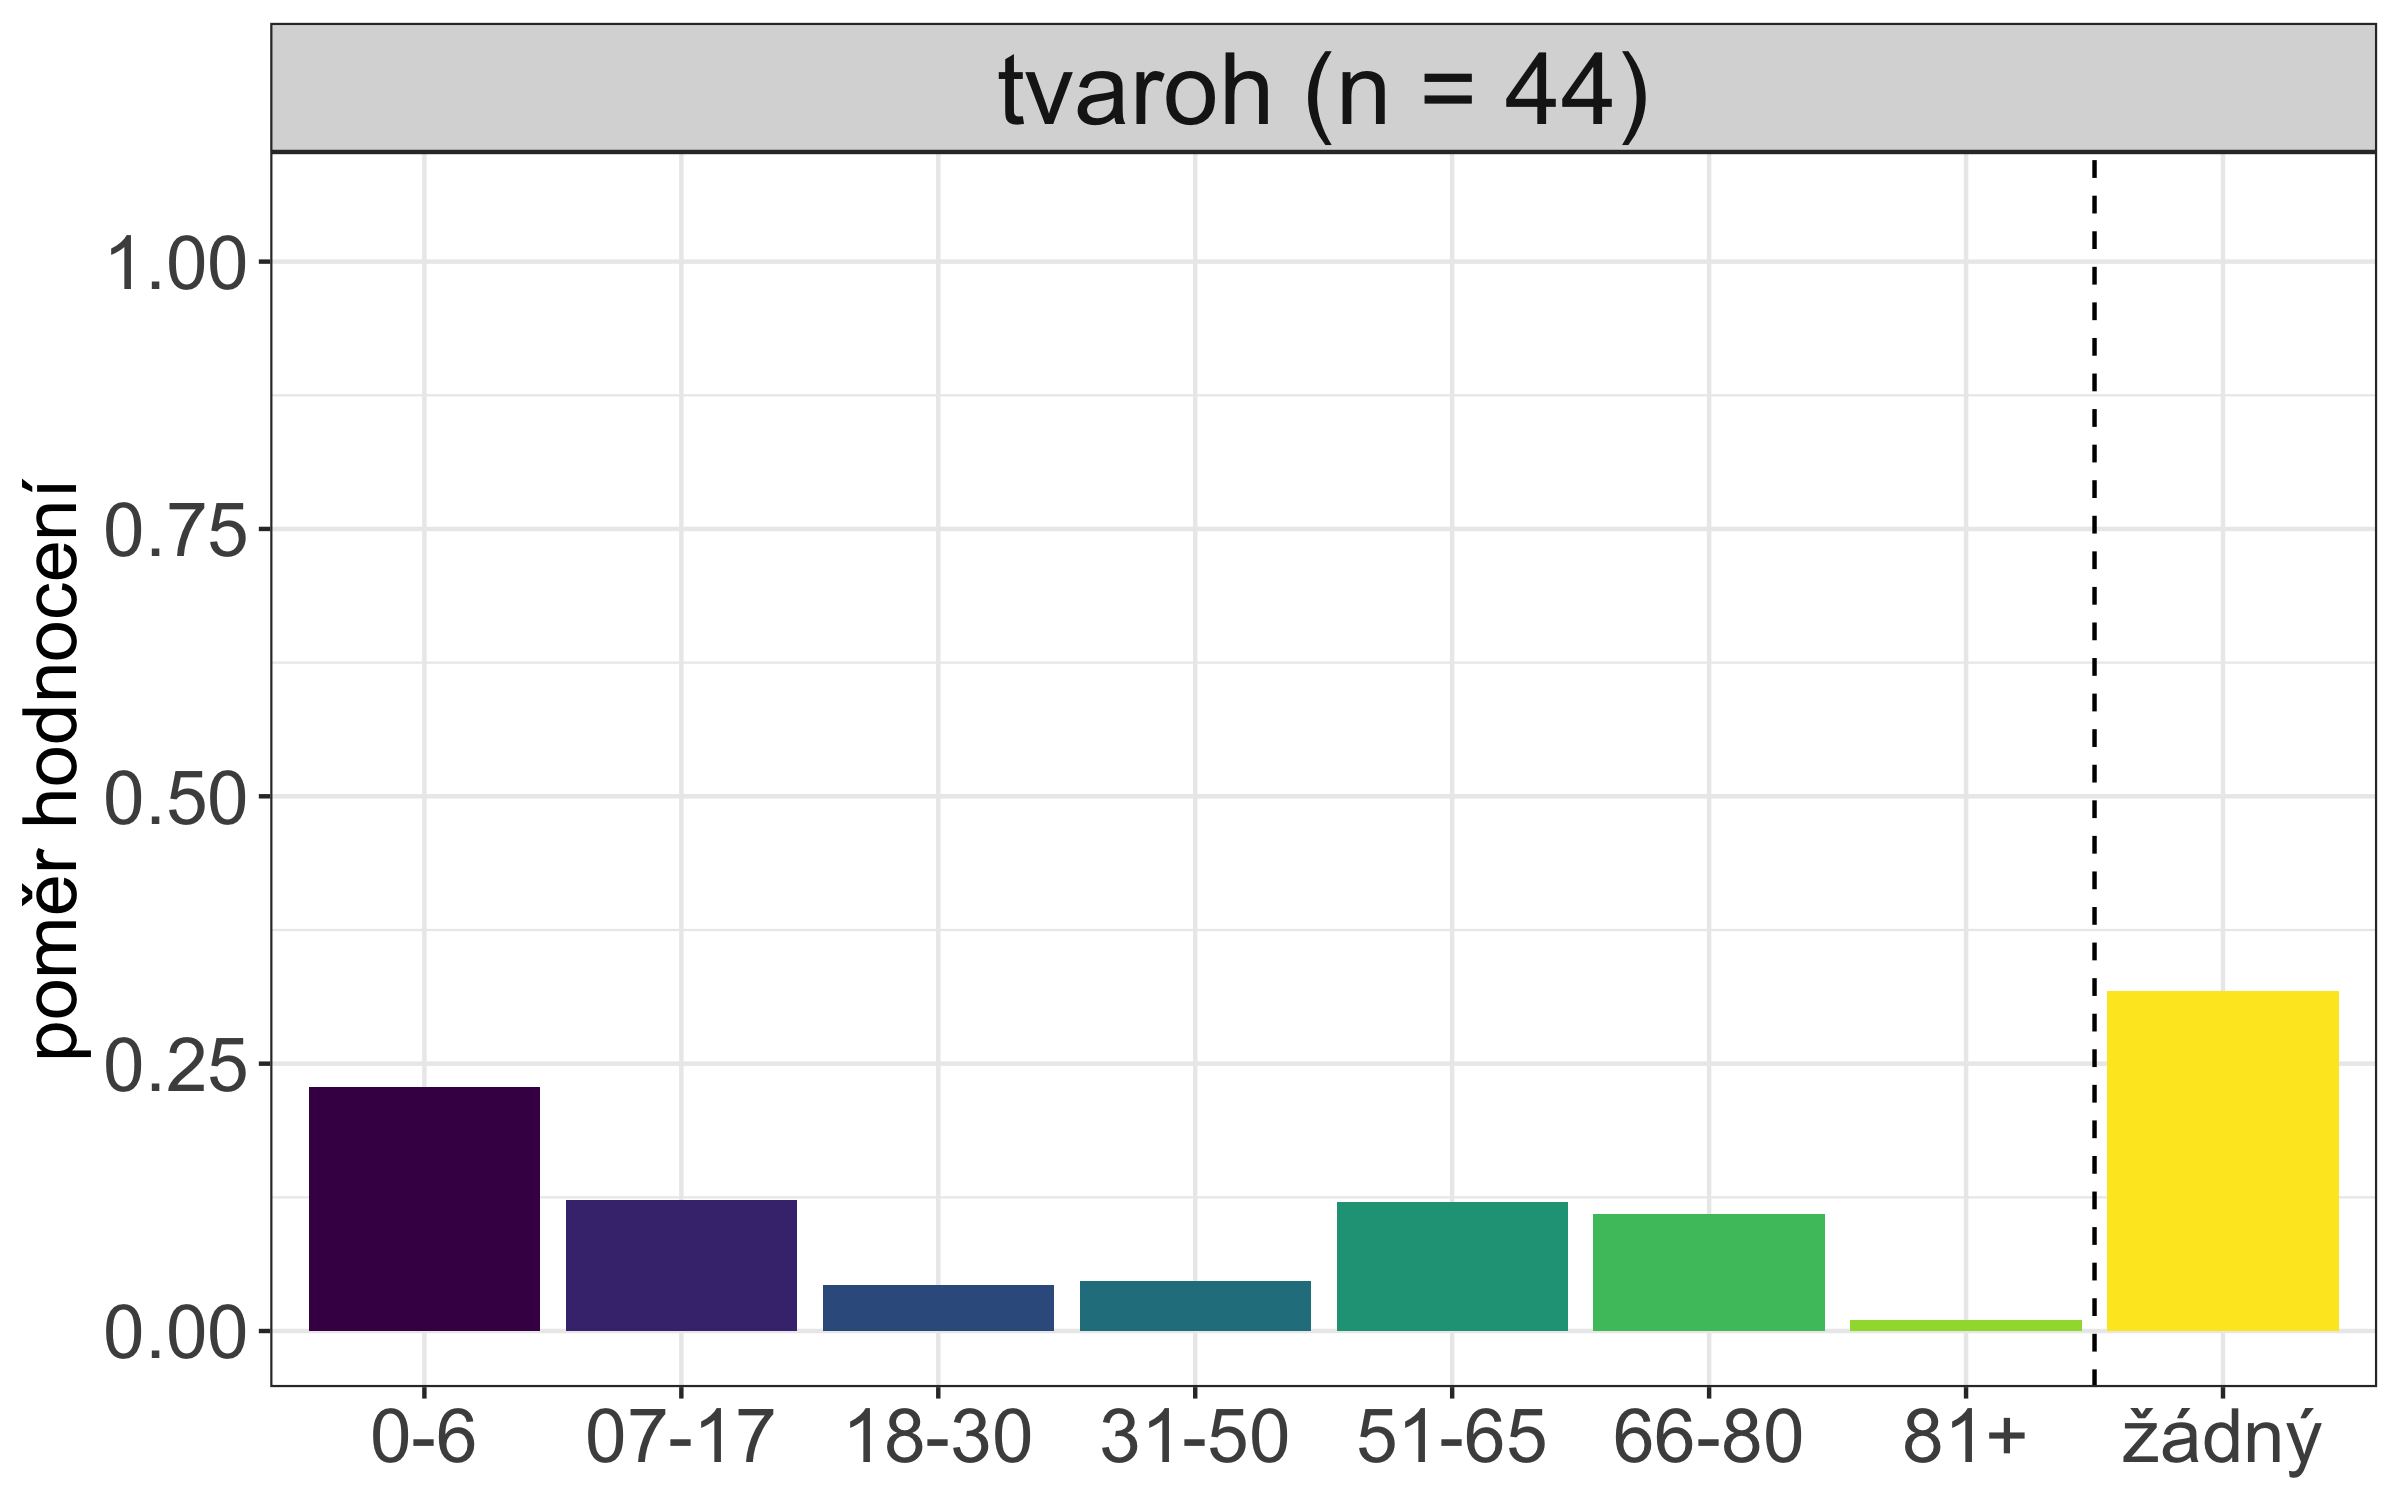 tvaroh (n = 44)
poměr hodnocení
1.00
0.75
0.50
0.25
0.00
0-6 07-17 18-30 31-50 51-65 66-80 81+ žádný